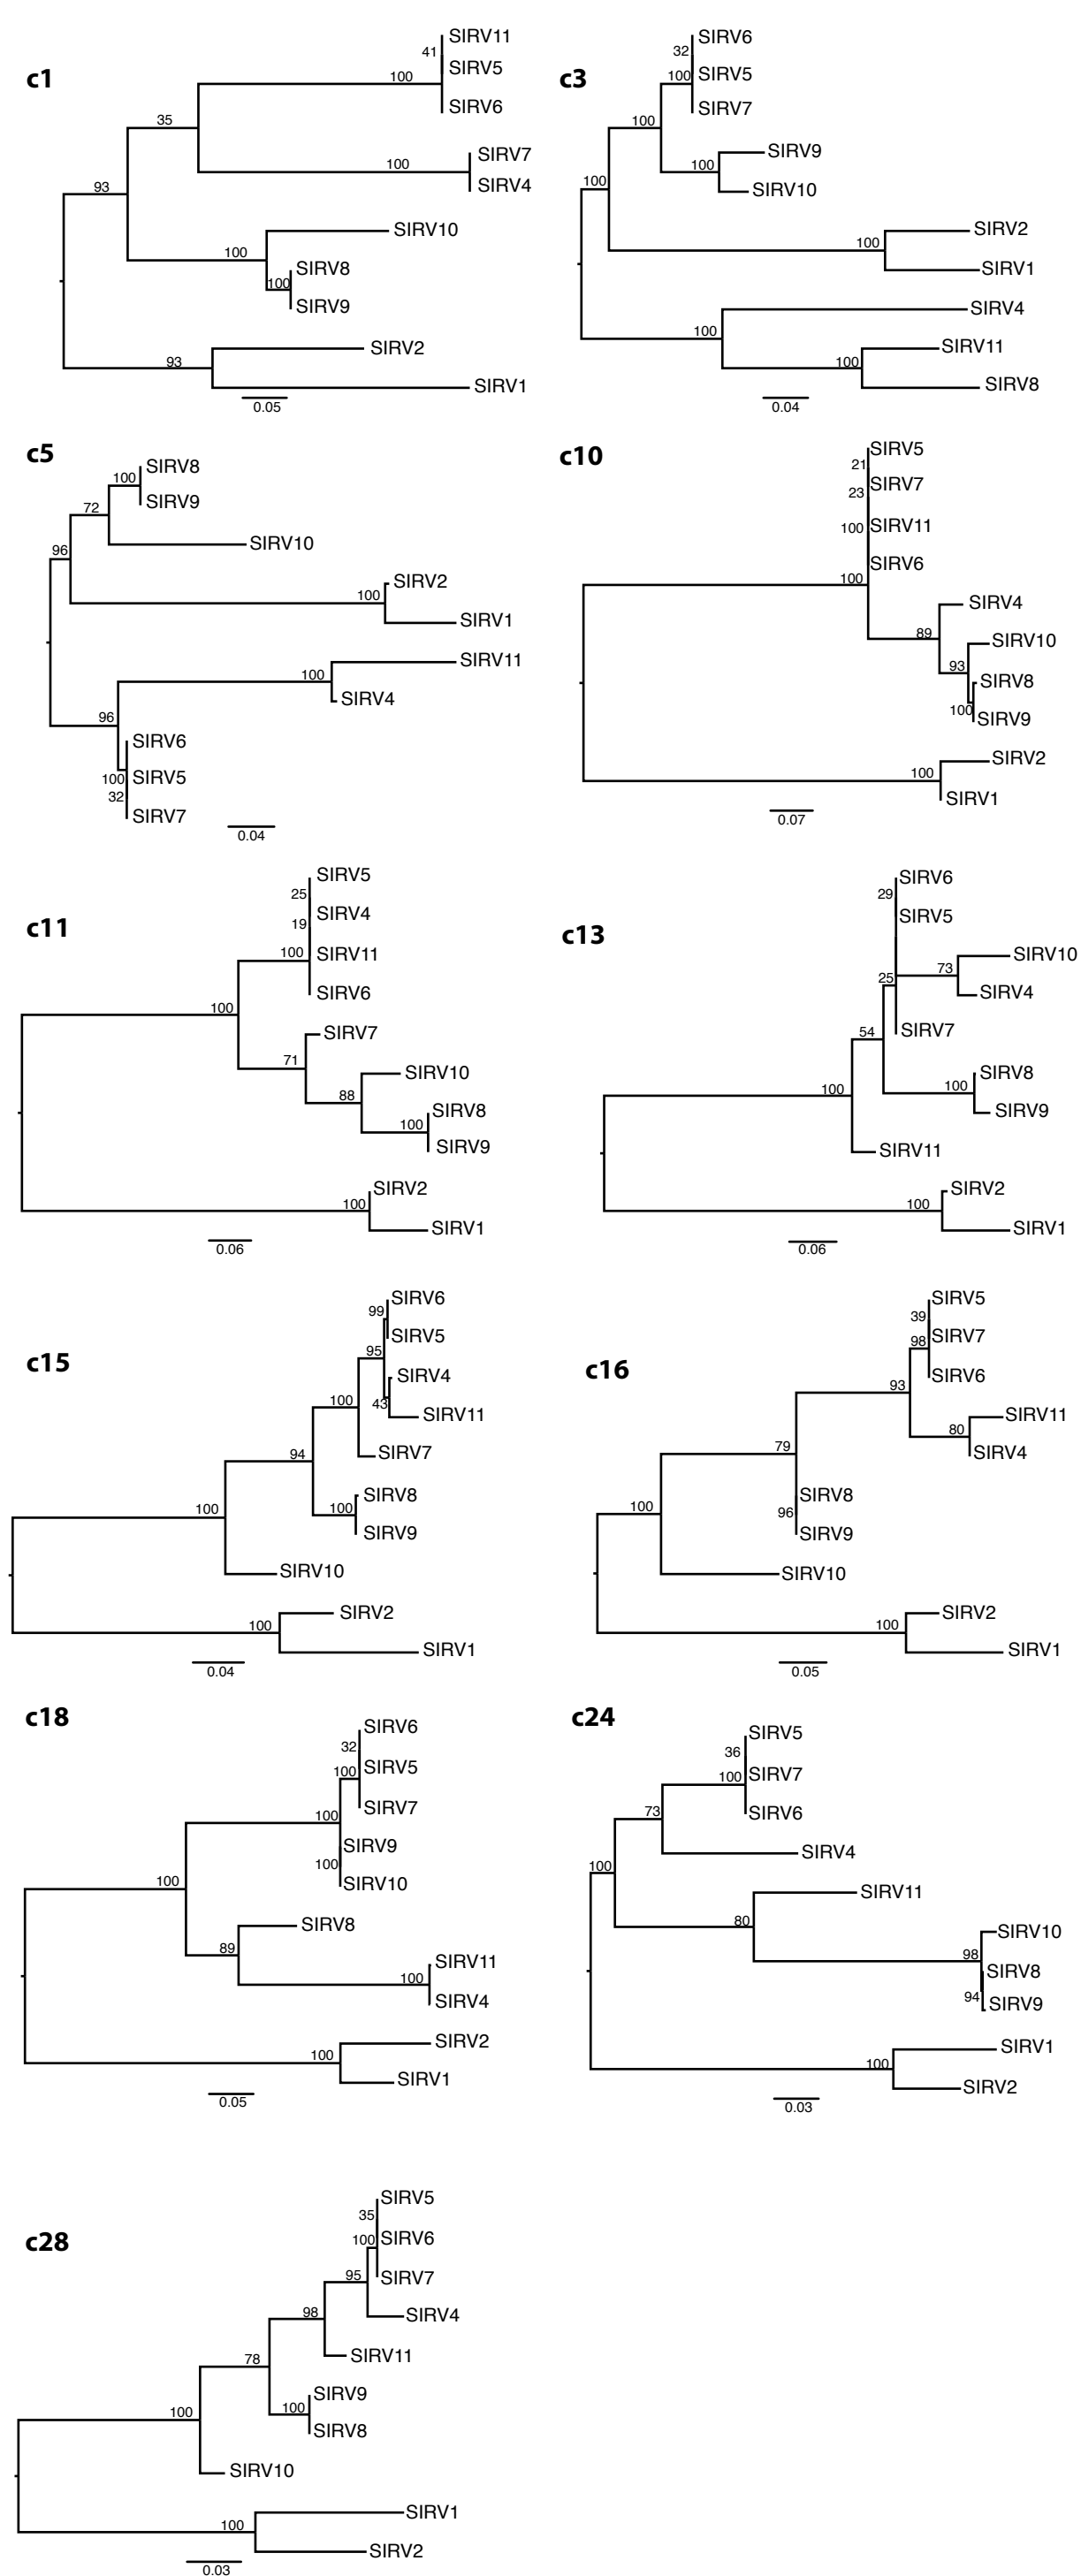 c1
SIRV11
41
SIRV5
100
SIRV6
35
SIRV7
100
SIRV4
93
SIRV10
100
SIRV8
100
SIRV9
SIRV2
93
SIRV1
0.05
c3
SIRV6
32
SIRV5
100
SIRV7
100
SIRV9
100
SIRV10
100
SIRV2
100
SIRV1
SIRV4
100
SIRV11
100
SIRV8
0.04
c5
SIRV8
100
SIRV9
72
SIRV10
96
SIRV2
100
SIRV1
SIRV11
100
SIRV4
96
SIRV6
100
SIRV5
32
SIRV7
0.04
c10
SIRV5
21
SIRV7
23
SIRV11
100
SIRV6
100
SIRV4
89
SIRV10
93
SIRV8
100
SIRV9
SIRV2
100
SIRV1
0.07
c11
SIRV5
25
SIRV4
19
SIRV11
100
SIRV6
100
SIRV7
71
SIRV10
88
SIRV8
100
SIRV9
SIRV2
100
SIRV1
0.06
c13
SIRV6
29
SIRV5
SIRV10
73
25
SIRV4
SIRV7
54
SIRV8
100
100
SIRV9
SIRV11
SIRV2
100
SIRV1
0.06
c15
SIRV6
99
SIRV5
95
SIRV4
43
SIRV11
100
SIRV7
94
SIRV8
100
SIRV9
100
SIRV10
SIRV2
100
SIRV1
0.04
c16
SIRV5
39
SIRV7
98
SIRV6
93
SIRV11
80
SIRV4
79
SIRV8
96
SIRV9
100
SIRV10
SIRV2
100
SIRV1
0.05
c18
SIRV6
32
SIRV5
100
SIRV7
100
SIRV9
100
SIRV10
100
SIRV8
89
SIRV11
100
SIRV4
SIRV2
100
SIRV1
0.05
c24
SIRV5
36
SIRV7
100
SIRV6
73
SIRV4
100
SIRV11
80
SIRV10
98
SIRV8
94
SIRV9
SIRV1
100
SIRV2
0.03
c28
SIRV5
35
SIRV6
100
SIRV7
95
SIRV4
98
SIRV11
78
SIRV9
100
SIRV8
100
SIRV10
SIRV1
100
SIRV2
0.03